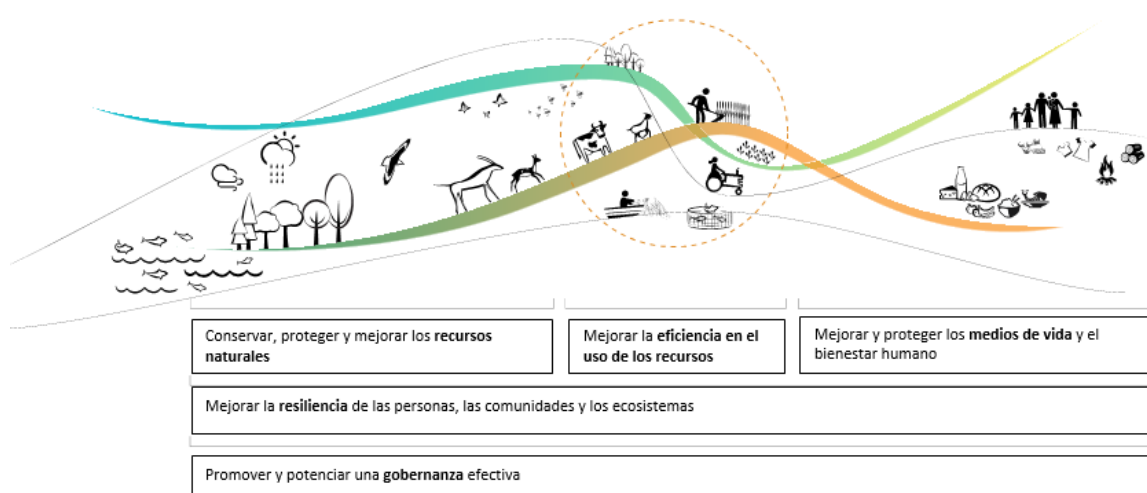 Conservar, proteger y mejorar los recursos
naturales
Mejorar la eficiencia en el
uso de los recursos
Mejorar y proteger los medios de vida y el
bienestar humano
Mejorar la resiliencia de las personas, las comunidades y los ecosistemas
Promover y potenciar una gobernanza efectiva